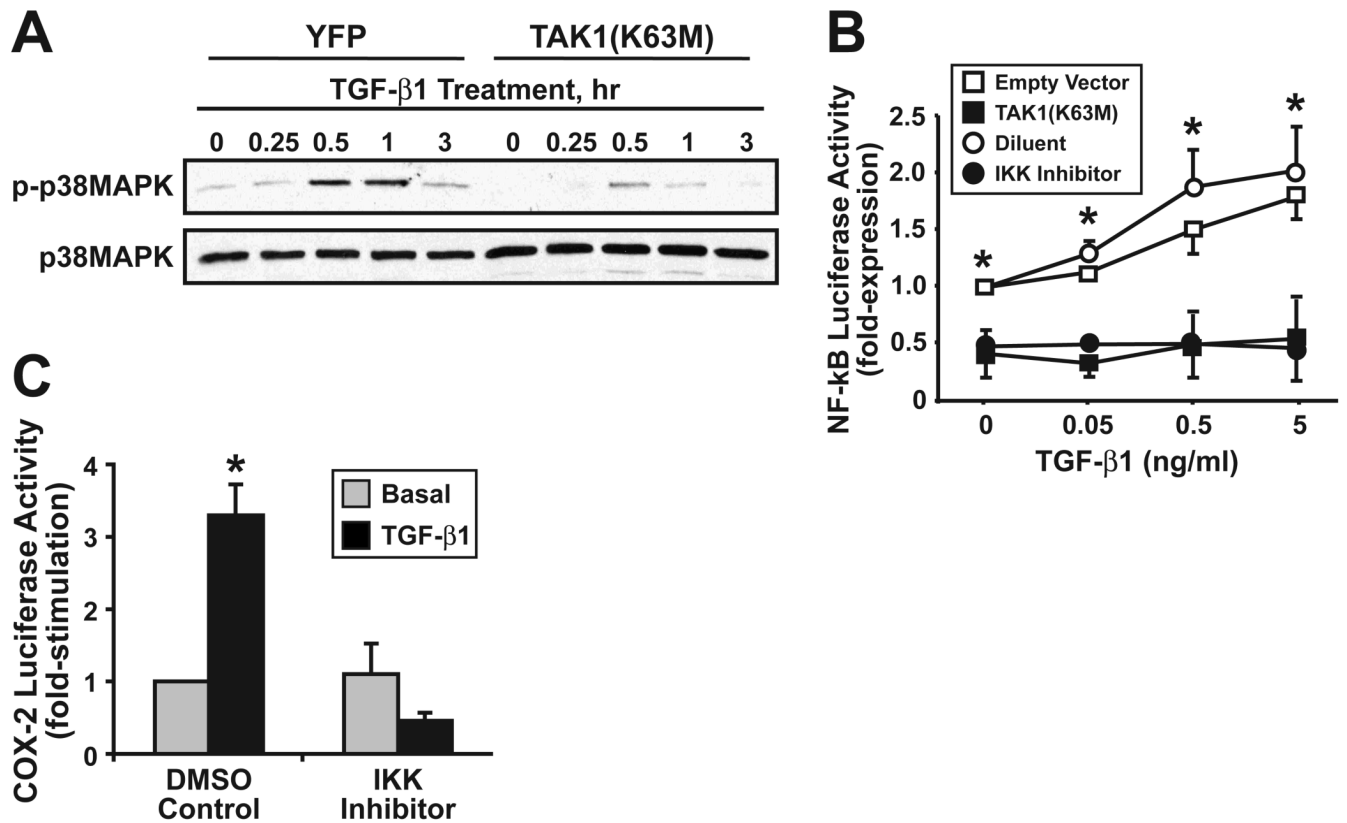 A
YFP
TAK1(K63M)
TGF-β1 Treatment, hr
0 0.25 0.5 1 3 0 0.25 0.5 1 3
p-p38MAPK
p38MAPK
B
Empty Vector
TAK1(K63M)
Diluent
IKK Inhibitor
NF-kB Luciferase Activity
(fold-expression)
2.5
2.0
1.5
1.0
0.5
0
* * * *
0 0.05 0.5 5
TGF-β1 (ng/ml)
C
COX-2 Luciferase Activity
(fold-stimulation)
4
3
2
1
0
*
Basal
TGF-β1
DMSO
Control
IKK
Inhibitor